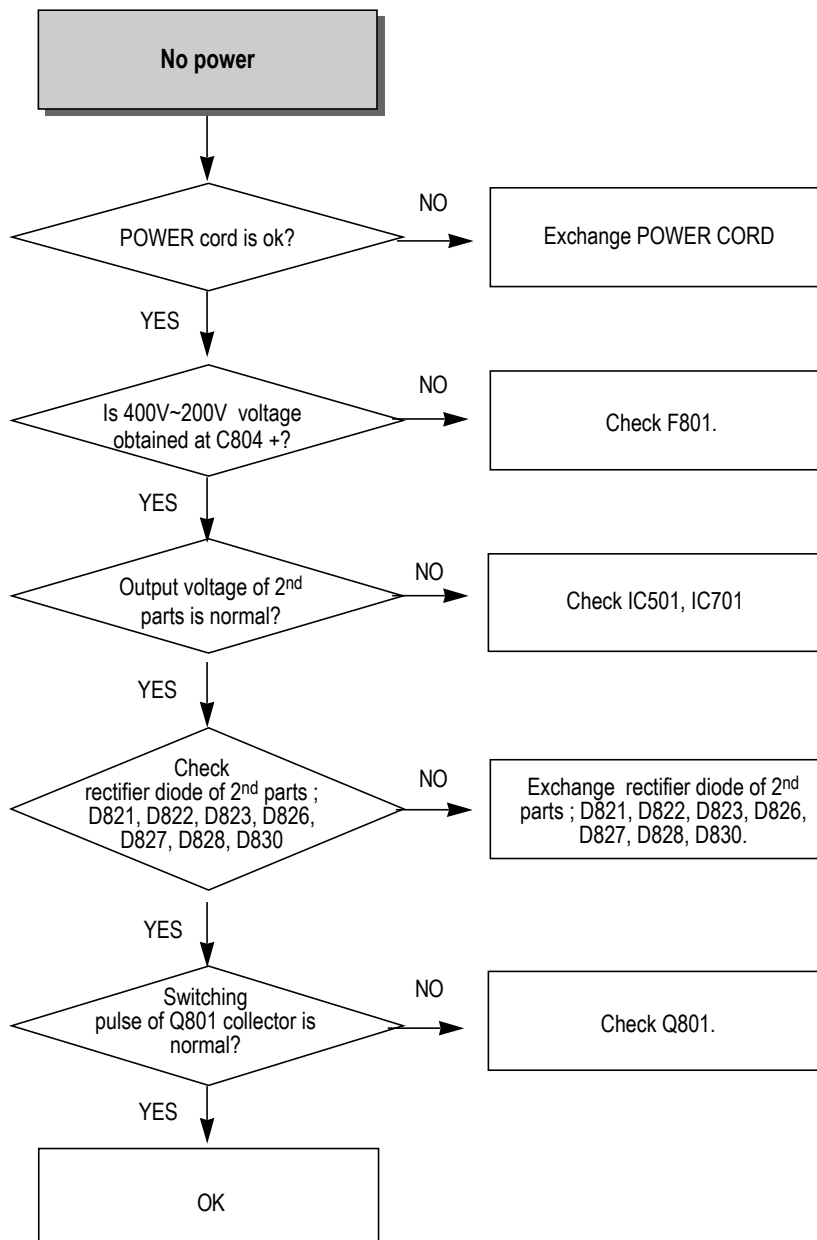 No power
POWER cord is ok?
NO
Exchange POWER CORD
YES
Is 400V~200V voltage
obtained at C804 +?
NO
Check F801.
YES
Output voltage of 2nd
parts is normal?
NO
Check IC501, IC701
YES
Check
rectifier diode of 2nd parts ;
D821, D822, D823, D826,
D827, D828, D830
NO
Exchange rectifier diode of 2nd
parts ; D821, D822, D823, D826,
D827, D828, D830.
YES
Switching
pulse of Q801 collector is
normal?
NO
Check Q801.
YES
OK